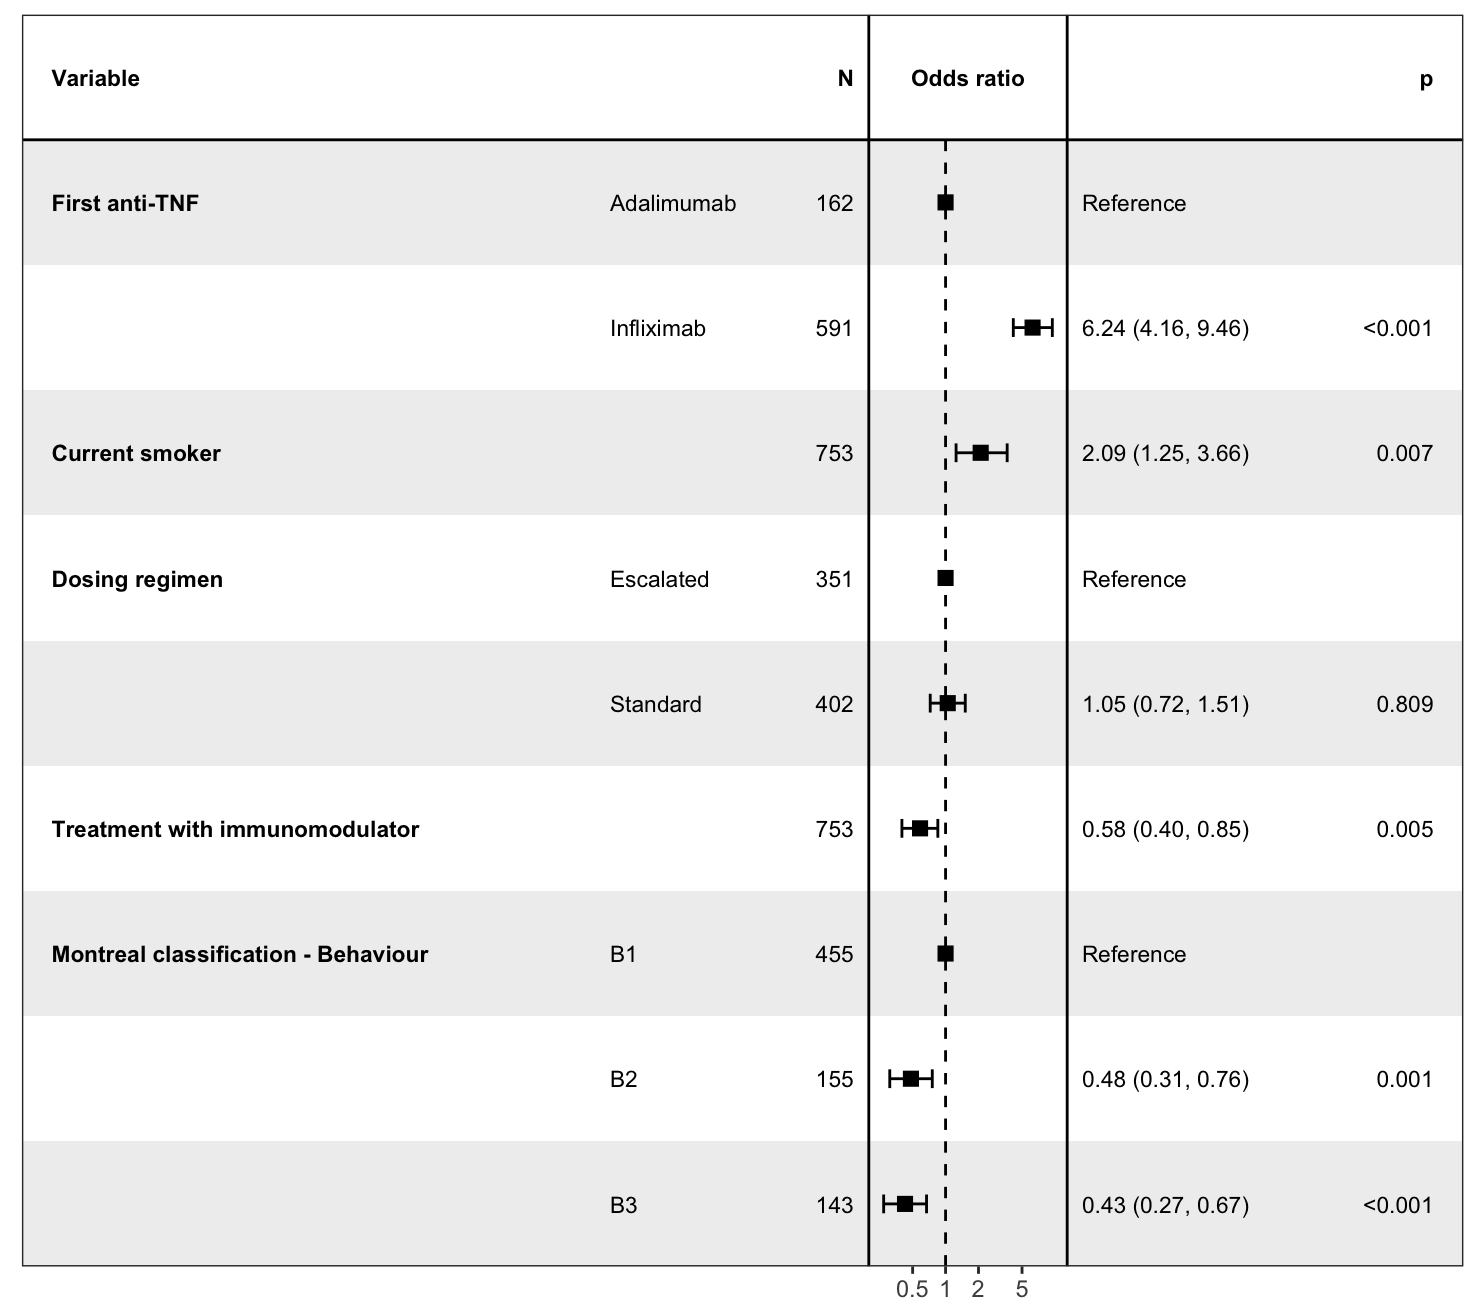 Variable N Odds ratio p
First anti-TNF Adalimumab 162 Reference
Infliximab 591 6.24 (4.16, 9.46) <0.001
Current smoker 753 2.09 (1.25, 3.66) 0.007
Dosing regimen Escalated 351 Reference
Standard 402 1.05 (0.72, 1.51) 0.809
Treatment with immunomodulator 753 0.58 (0.40, 0.85) 0.005
Montreal classification - Behaviour B1 455 Reference
B2 155 0.48 (0.31, 0.76) 0.001
B3 143 0.43 (0.27, 0.67) <0.001
0.5 1 2 5